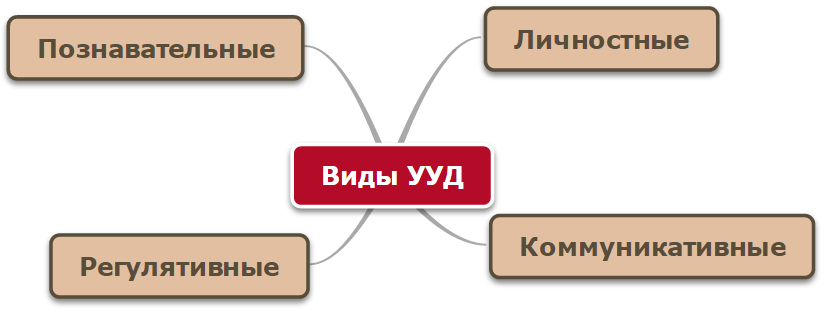 Познавательные
Личностные
Виды УУД
Регулятивные
Коммуникативные